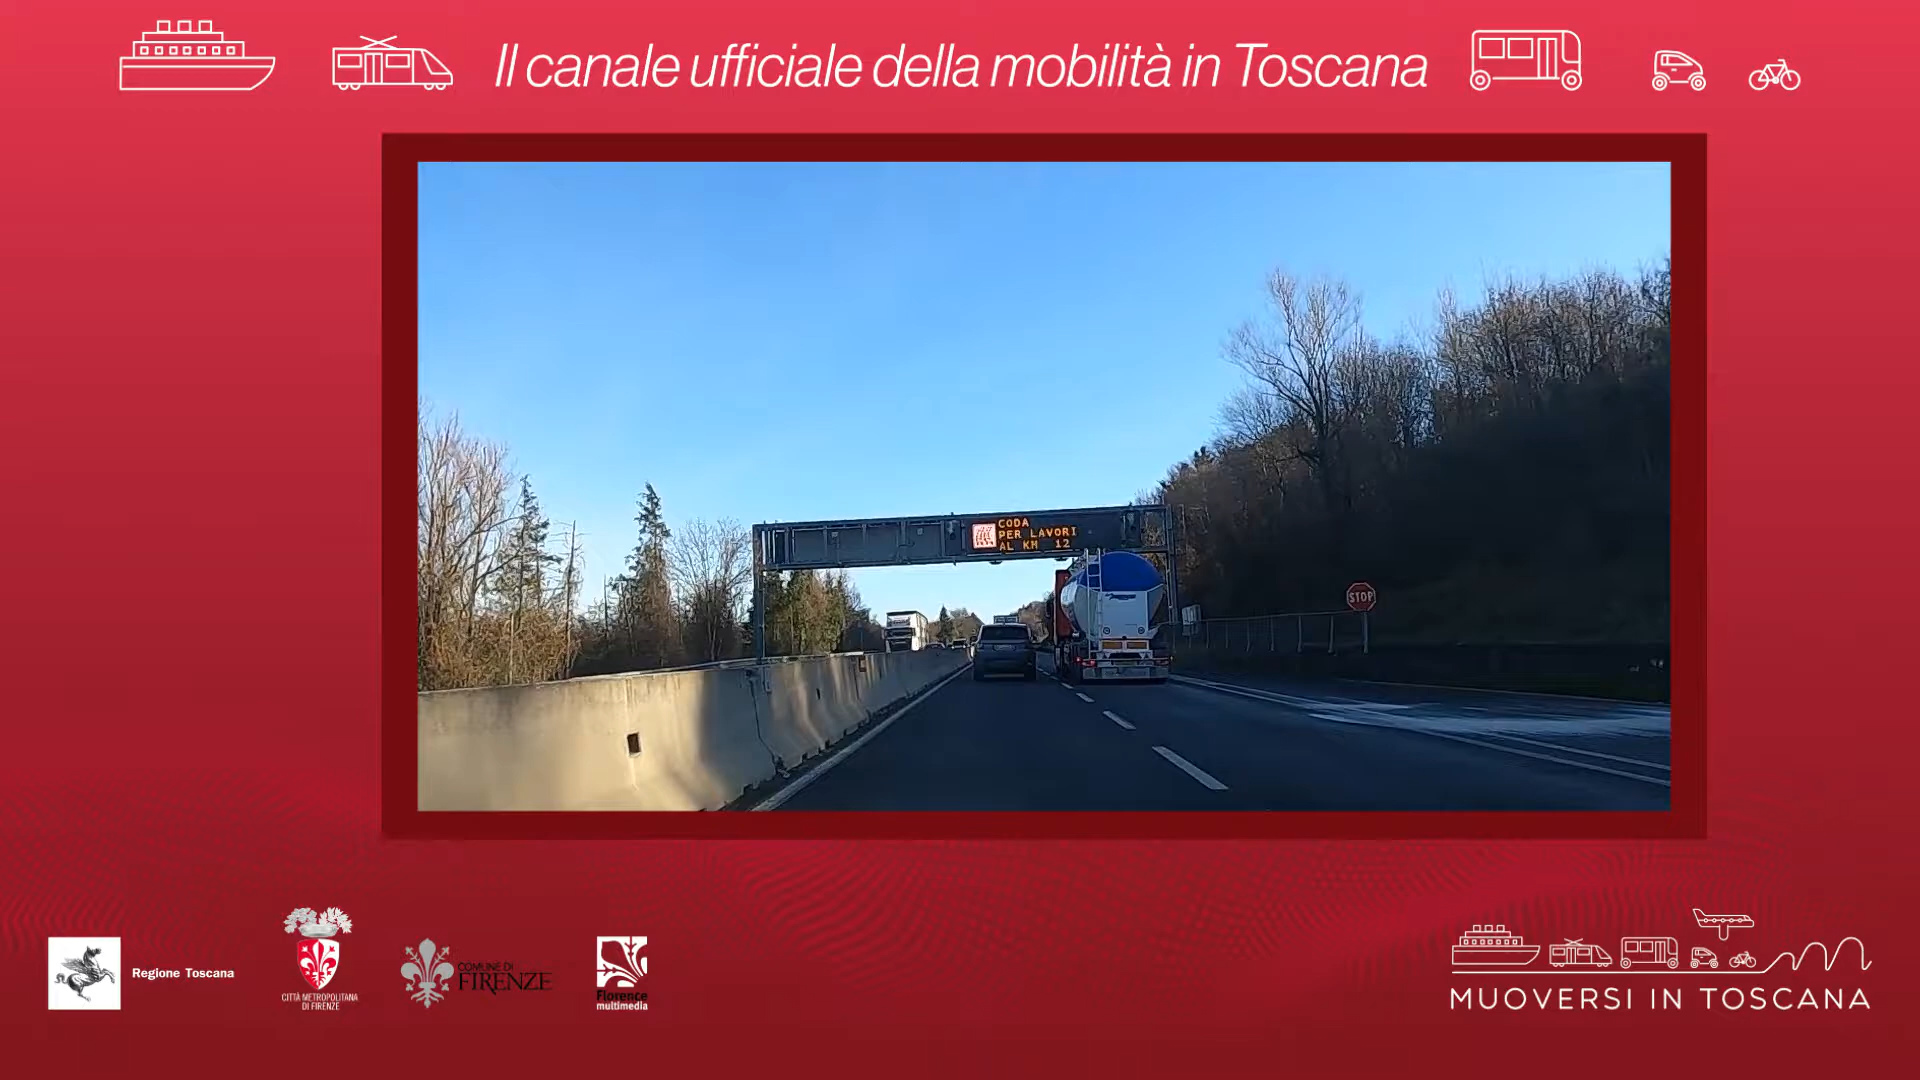 Il canale ufficiale della mobilità in Toscana
CODA
PER LAVORI
AL KM 12
STOP
Regione Toscana
CITTÀ METROPOLITANA
DI FIRENZE
COMUNE DI
FIRENZE
Florence
multimedia
MUOVERSI IN TOSCANA